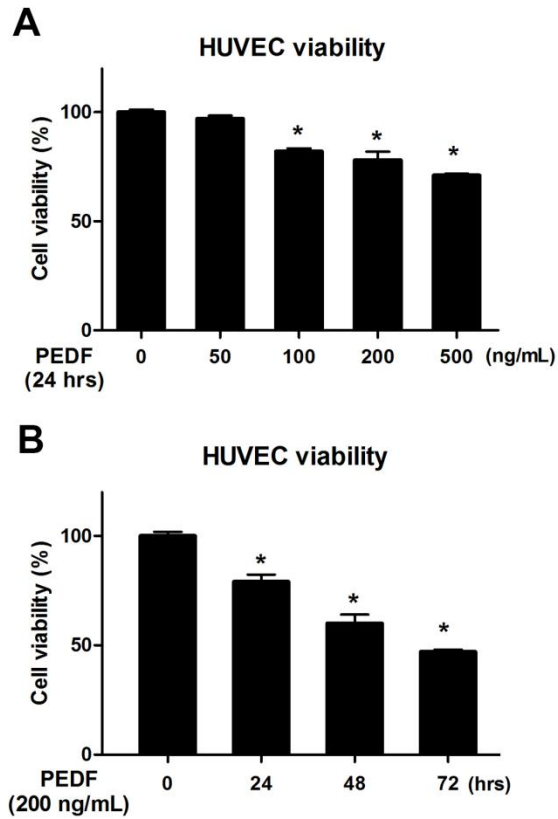 A
HUVEC viability
Cell viability (%)
100
50
0
* * *
PEDF 0 50 100 200 500 (ng/mL)
(24 hrs)
B
HUVEC viability
Cell viability (%)
100
50
0
* * *
PEDF 0 24 48 72 (hrs)
(200 ng/mL)